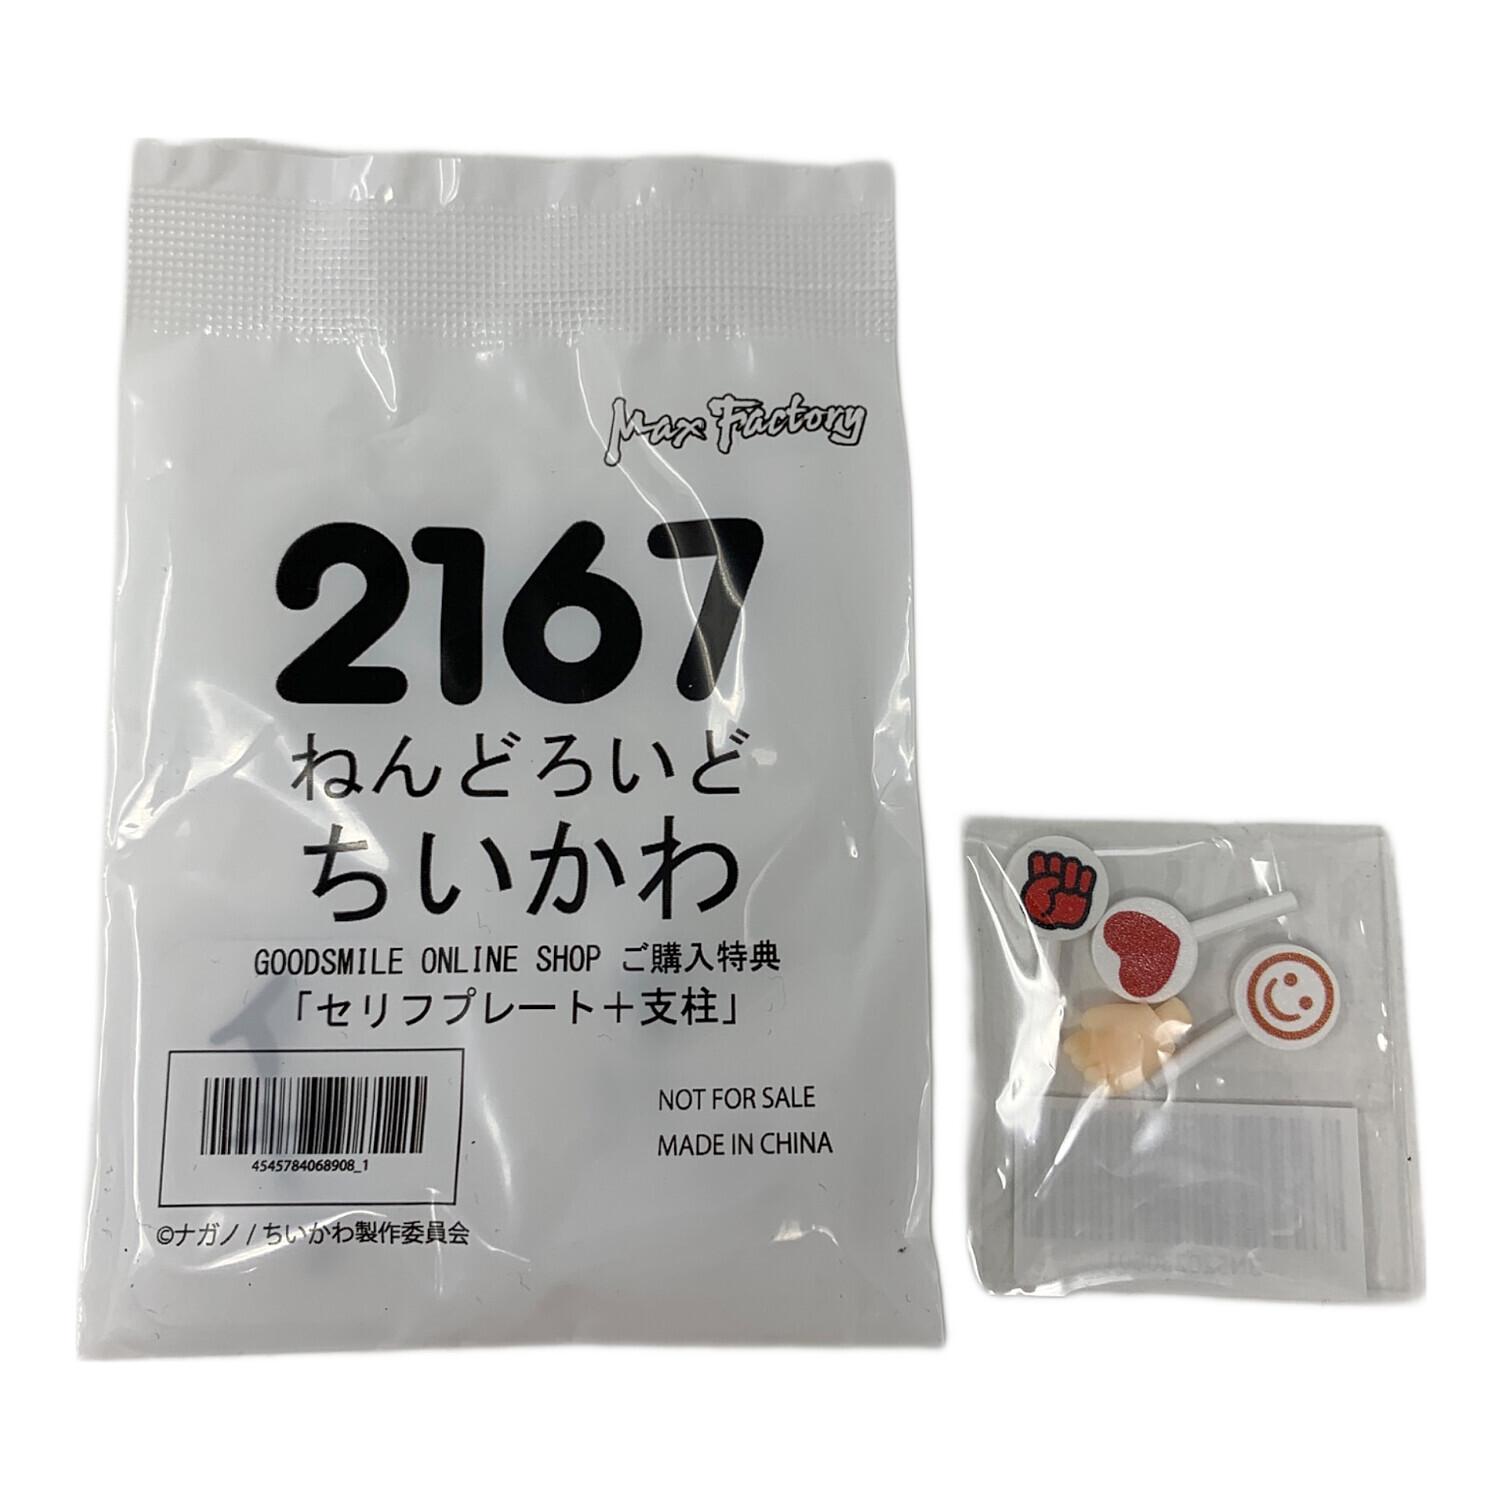 Max Factory
2167
ねんどろいど
ちいかわ
GOODSMILE ONLINE SHOP ご購入特典
「セリフプレート＋支柱」
4545784068908_1
NOT FOR SALE
MADE IN CHINA
©ナガノ / ちいかわ製作委員会